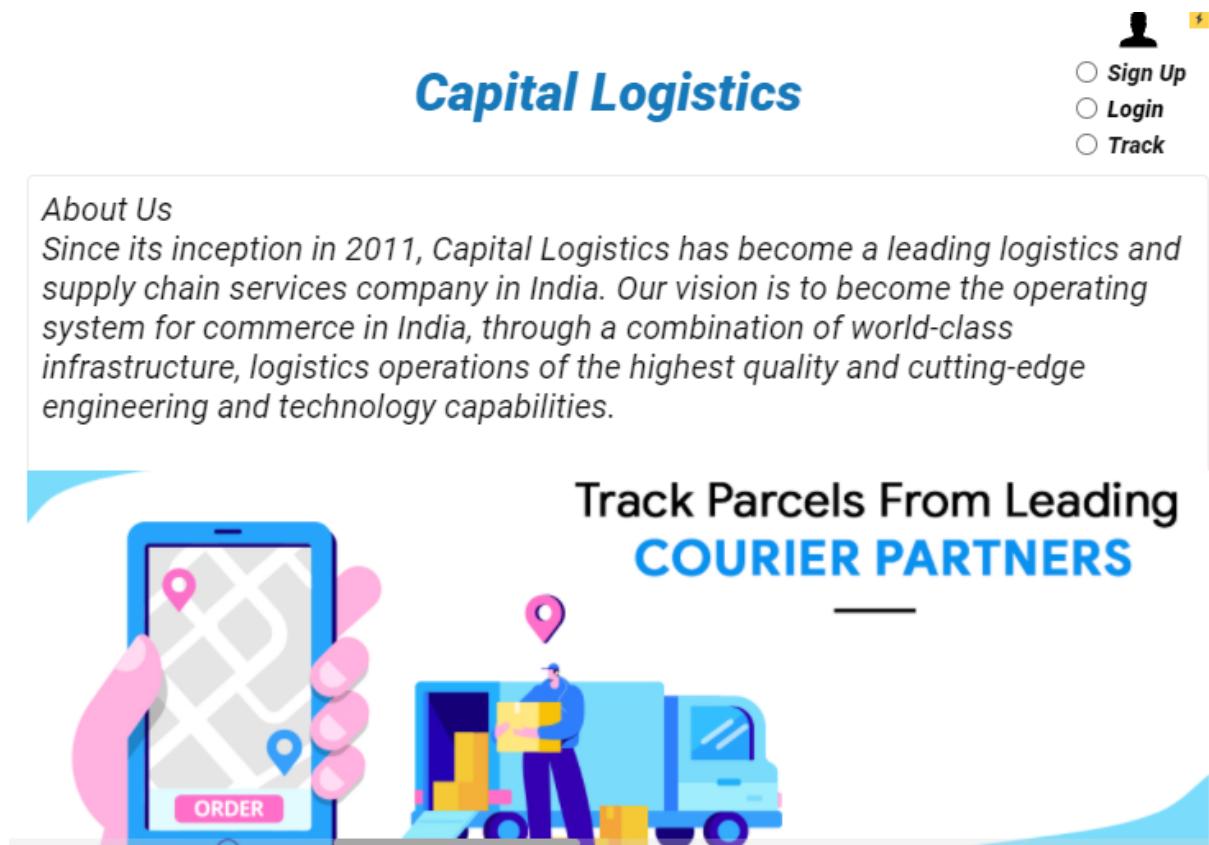 Capital Logistics
Sign Up
Login
Track
About Us
Since its inception in 2011, Capital Logistics has become a leading logistics and
supply chain services company in India. Our vision is to become the operating
system for commerce in India, through a combination of world-class
infrastructure, logistics operations of the highest quality and cutting-edge
engineering and technology capabilities.
Track Parcels From Leading
COURIER PARTNERS
ORDER